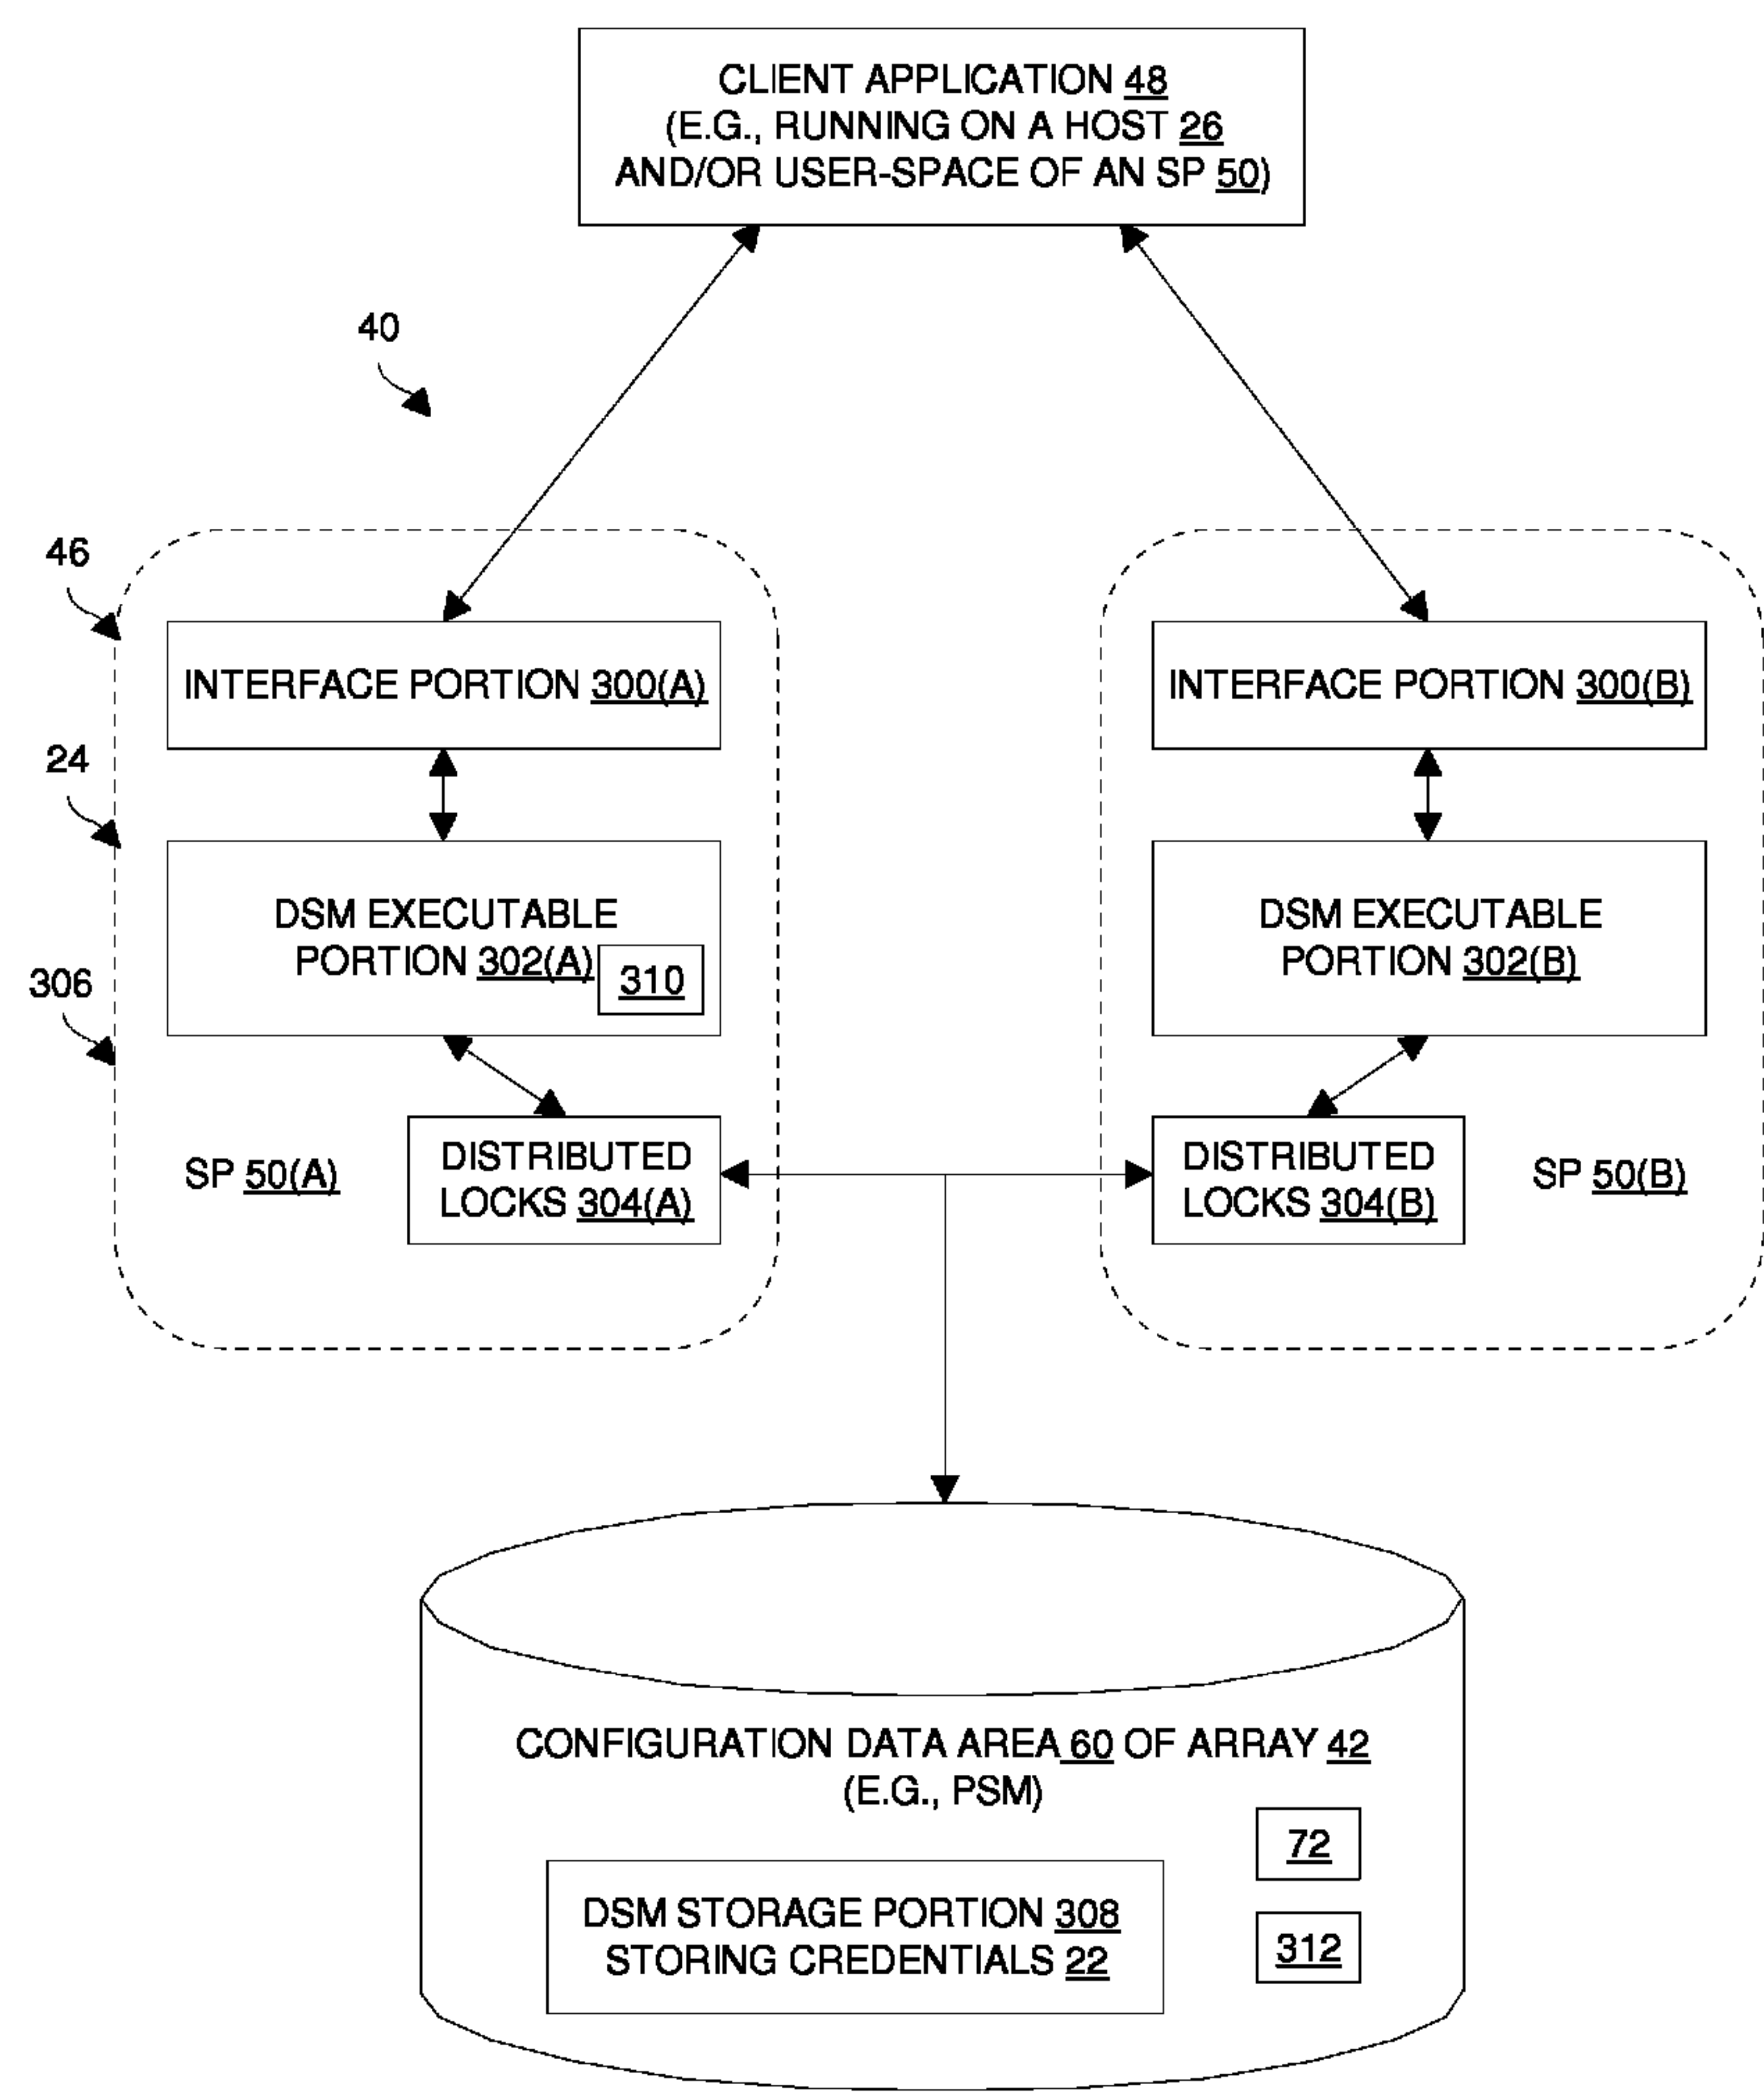 CLIENT APPLICATION 48
(E.G., RUNNING ON A HOST 26
AND/OR USER-SPACE OF AN SP 50)
40
46
INTERFACE PORTION 300(A)
INTERFACE PORTION 300(B)
24
DSM EXECUTABLE
PORTION 302(A)
310
DSM EXECUTABLE
PORTION 302(B)
306
SP 50(A)
DISTRIBUTED
LOCKS 304(A)
DISTRIBUTED
LOCKS 304(B)
SP 50(B)
CONFIGURATION DATA AREA 60 OF ARRAY 42
(E.G., PSM)
72
DSM STORAGE PORTION 308
STORING CREDENTIALS 22
312